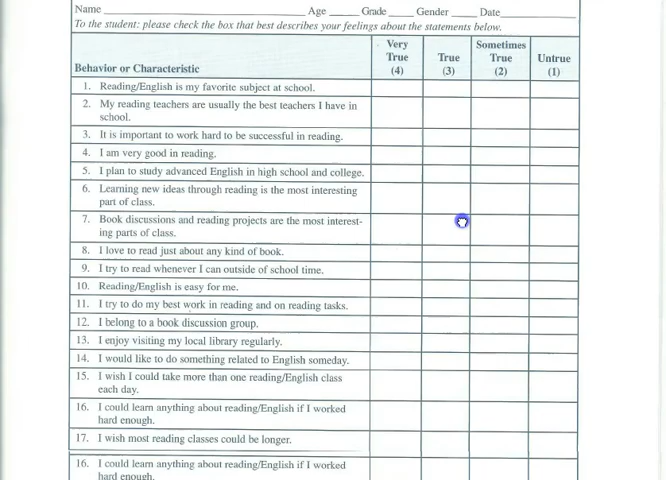 Name Age Grade Gender Date
To the student: please check the box that best describes your feelings about the statements below.
Behavior or Characteristic
Very True (4)
True (3)
Sometimes True (2)
Untrue (1)
1. Reading/English is my favorite subject at school.
2. My reading teachers are usually the best teachers I have in
school.
3. It is important to work hard to be successful in reading.
4. I am very good in reading.
5. I plan to study advanced English in high school and college.
6. Learning new ideas through reading is the most interesting
part of class.
7. Book discussions and reading projects are the most interest-
ing parts of class.
8. I love to read just about any kind of book.
9. I try to read whenever I can outside of school time.
10. Reading/English is easy for me.
11. I try to do my best work in reading and on reading tasks.
12. I belong to a book discussion group.
13. I enjoy visiting my local library regularly.
14. I would like to do something related to English someday.
15. I wish I could take more than one reading/English class
each day.
16. I could learn anything about reading/English if I worked
hard enough.
17. I wish most reading classes could be longer.
16. I could learn anything about reading/English if I worked
hard enough.